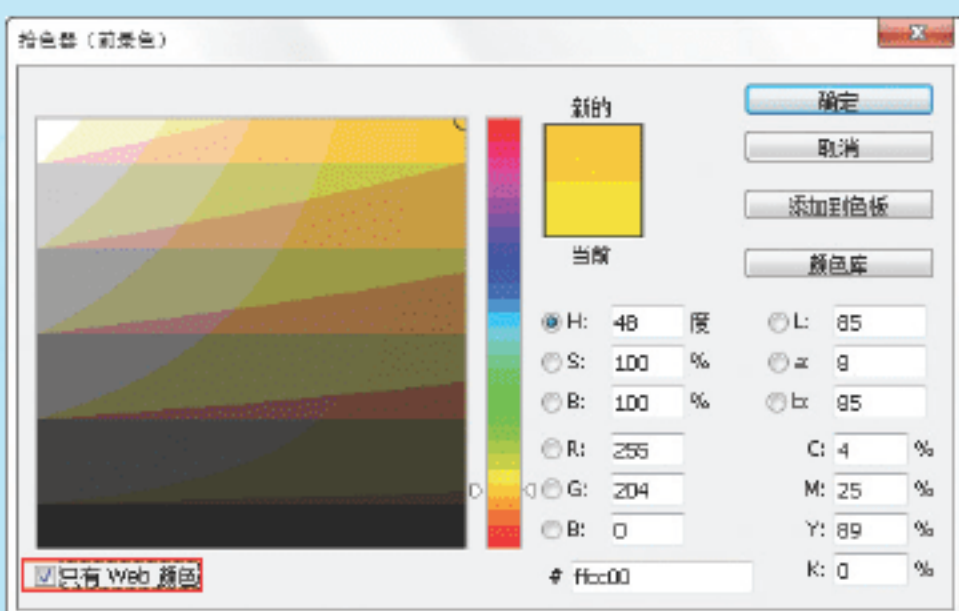 拾色器（前景色）
新的
当前
确定
取消
添加到色板
颜色库
H: 48 度
S: 100 %
B: 100 %
R: 255
G: 204
B: 0
# ffcc00
L: 85
a: 8
b: 85
C: 4 %
M: 25 %
Y: 89 %
K: 0 %
只有 Web 颜色